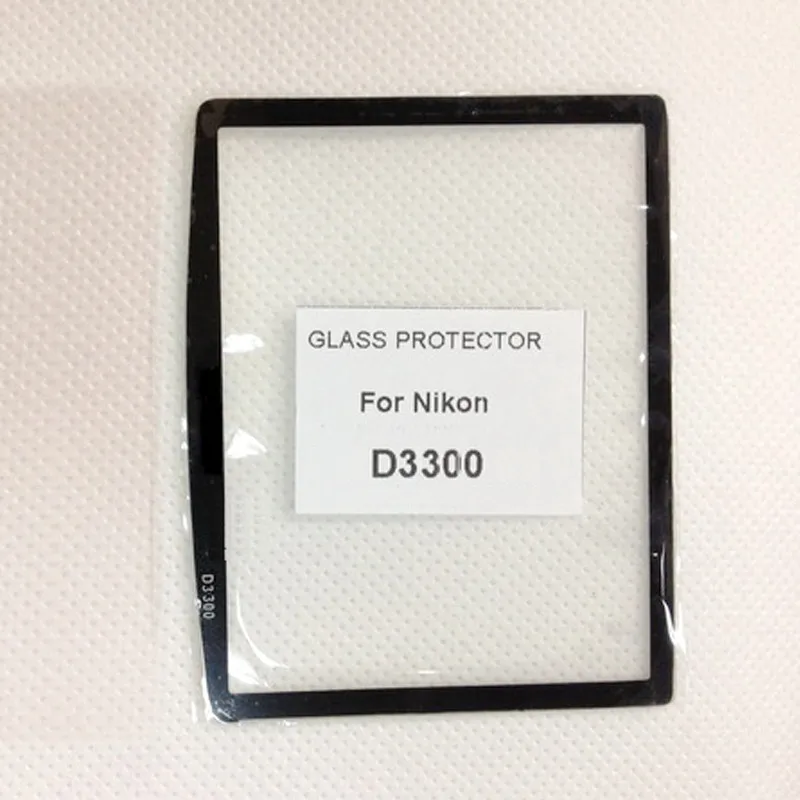 GLASS PROTECTOR
For Nikon
D3300
D3300